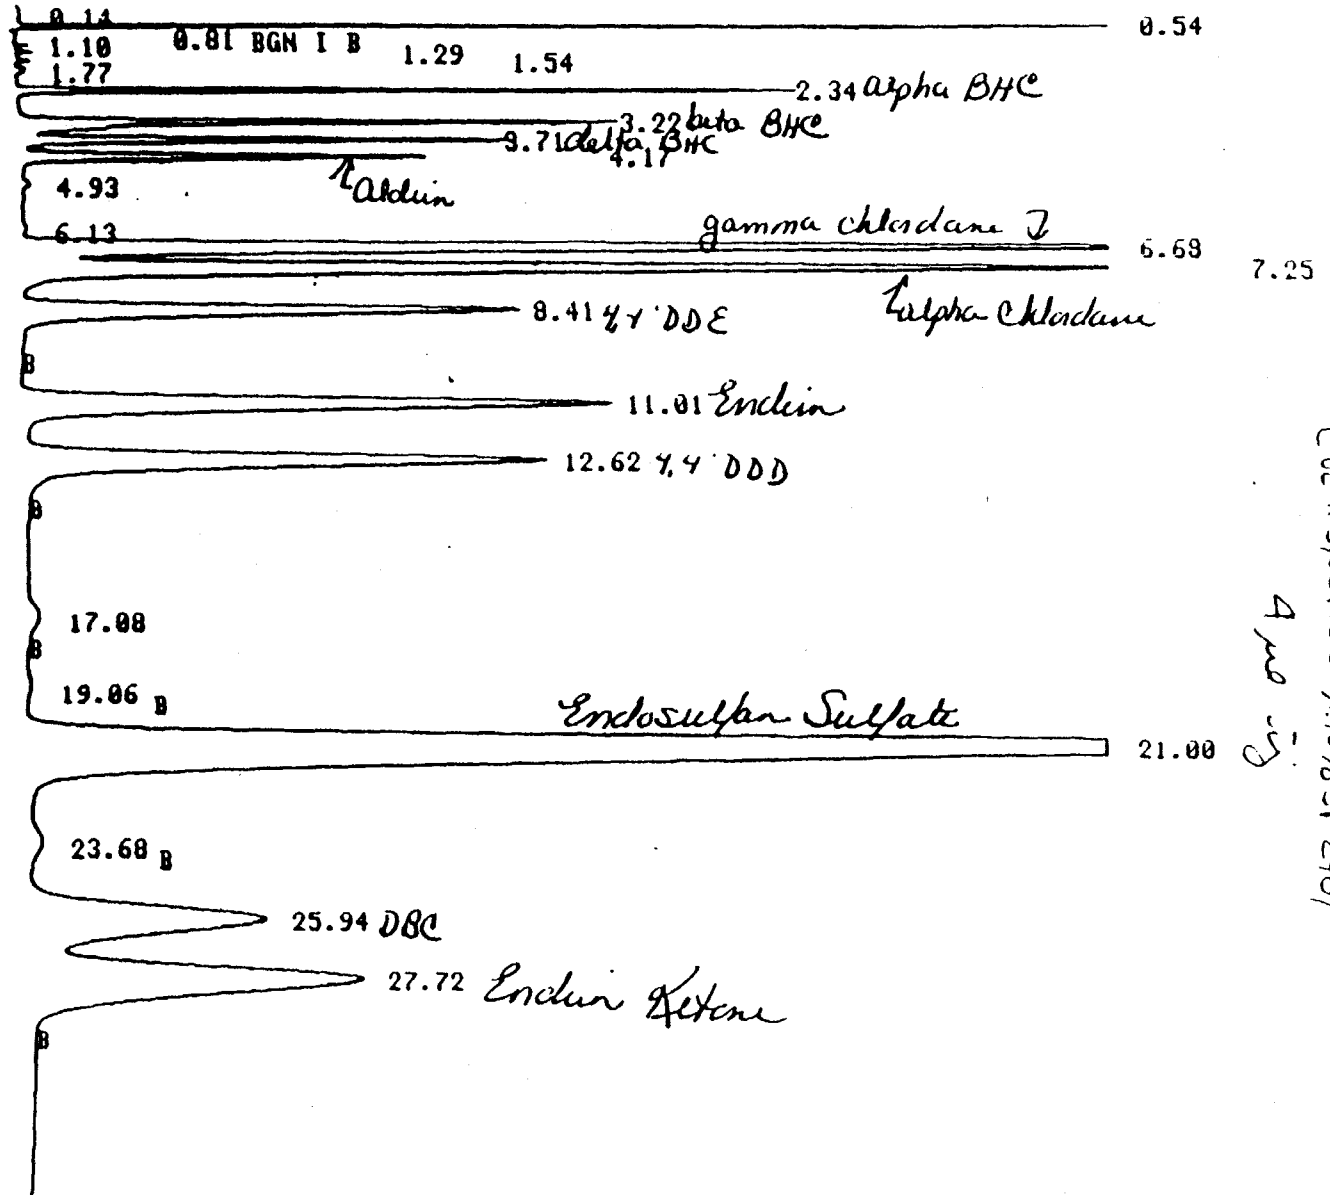 0.14
0.54
0.81 BGN I B
1.10
1.29
1.54
1.77
2.34 alpha BHC
3.22 beta BHC
3.71 delta BHC
4.17
Aldrin
4.93
gamma chlordane
6.13
6.68
7.25
alpha Chlordane
8.41 4,4' DDE
B
11.01 Endrin
12.62 4,4' DDD
B
17.08
B
19.06 B
Endosulfan Sulfate
21.00
23.68 B
25.94 DBC
27.72 Endrin Ketone
B